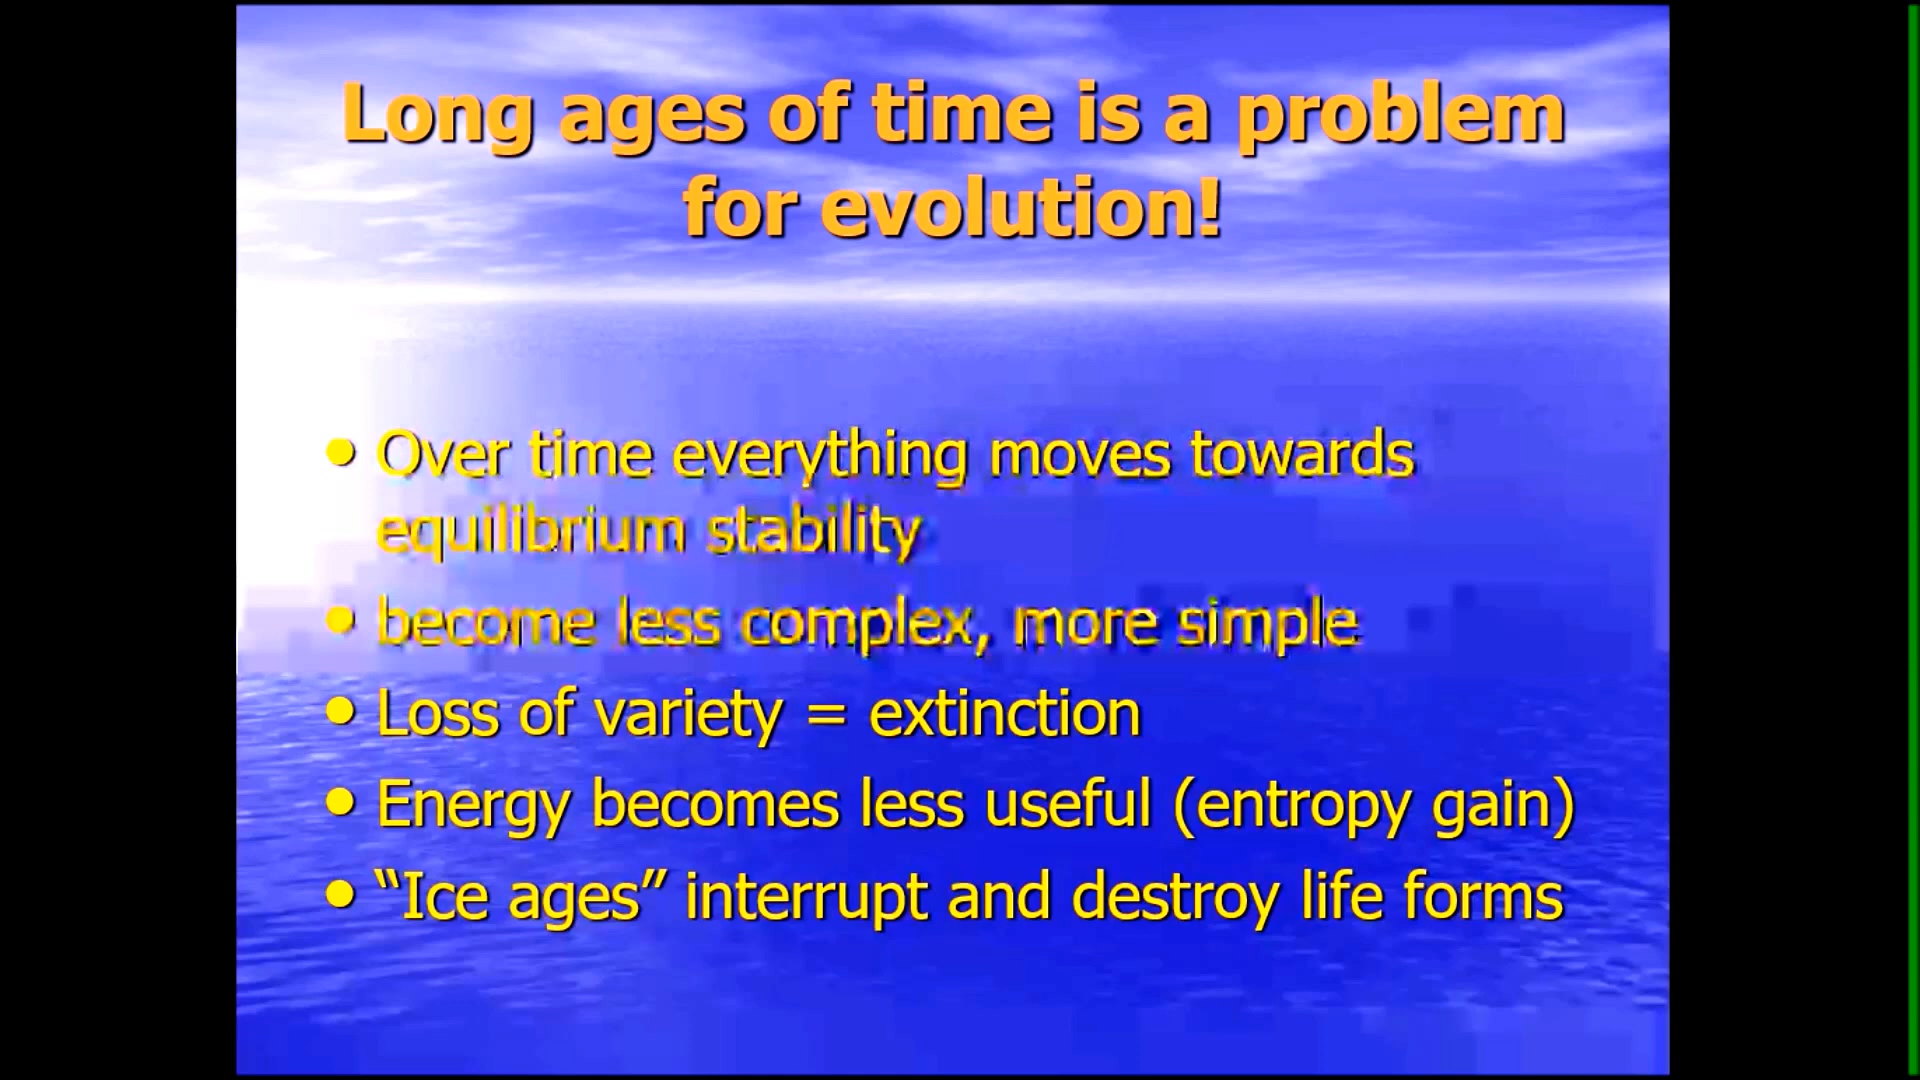 Long ages of time is a problem
for evolution!
• Over time everything moves towards
equilibrium stability
• become less complex, more simple
• Loss of variety = extinction
• Energy becomes less useful (entropy gain)
• “Ice ages” interrupt and destroy life forms